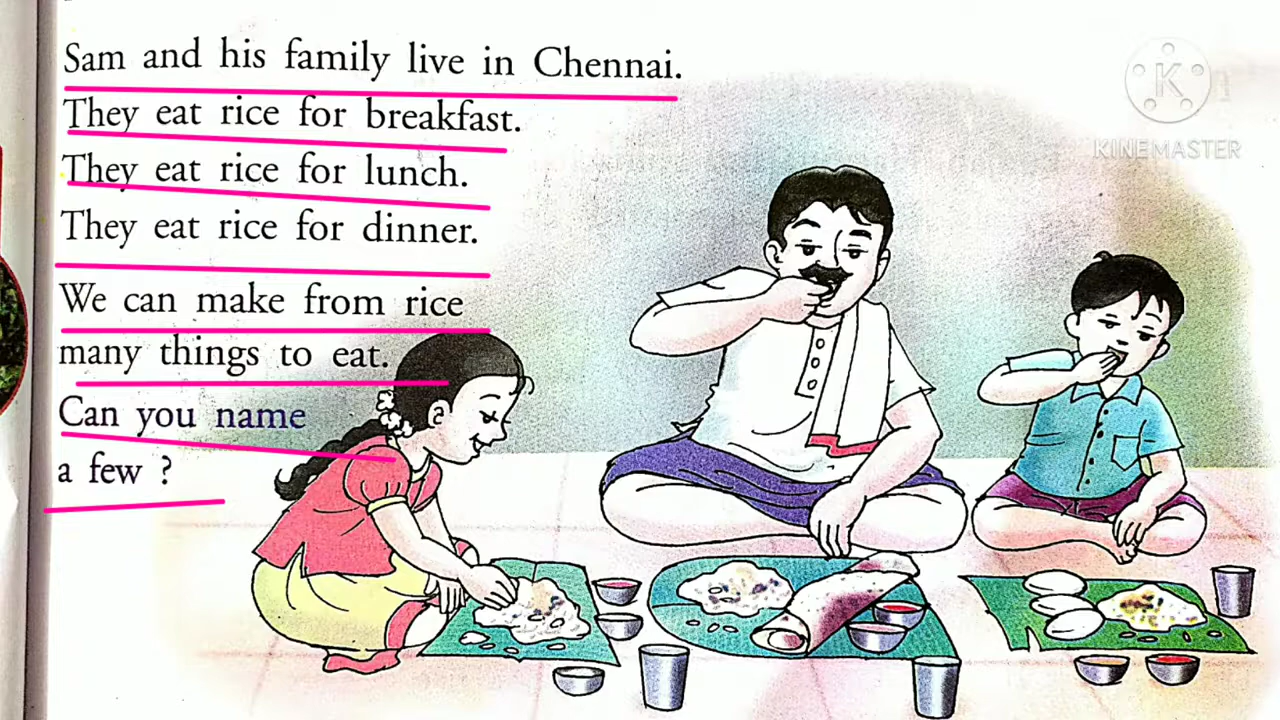 Sam and his family live in Chennai.
They eat rice for breakfast.
They eat rice for lunch.
They eat rice for dinner.
We can make from rice
many things to eat.
Can you name
a few ?
K
KINEMASTER